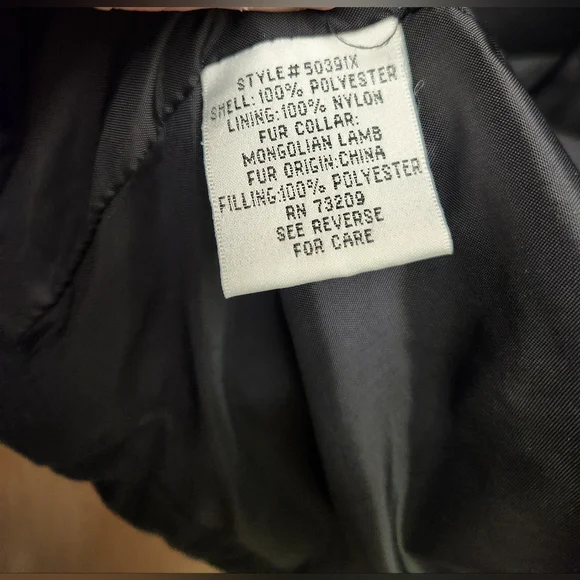 STYLE#50391X
SHELL:100% POLYESTER
LINING:100% NYLON
FUR COLLAR:
MONGOLIAN LAMB
FUR ORIGIN:CHINA
FILLING:100% POLYESTER
RN 73209
SEE REVERSE
FOR CARE